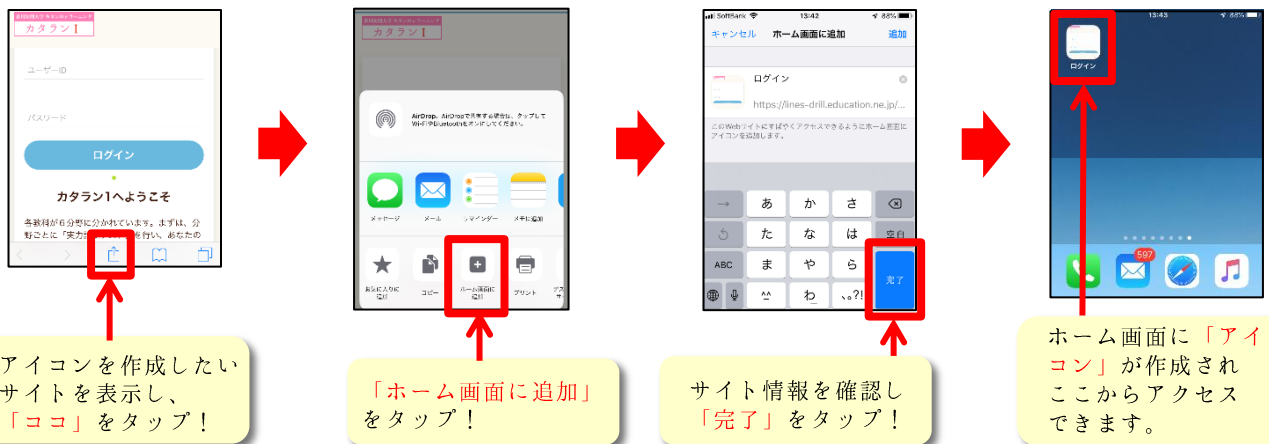 カタラン1
ユーザーID
パスワード
ログイン
カタラン1へようこそ
各教科が6分野に分かれています。まずは、分
野ごとに「実力
を行い、あなたの
アイコンを作成したい
サイトを表示し、
「ココ」をタップ！
カタラン1
AirDrop。AirDropで共有する場合は、タップして
Wi-FiやBluetoothをオンにしてください。
メッセージ
メール
リマインダー
メモに追加
お気に入りに
追加
コピー
ホーム画面に
追加
プリント
「ホーム画面に追加」
をタップ！
SoftBank
13:42
88%
キャンセル
ホーム画面に追加
追加
ログイン
https://lines-drill.education.ne.jp/...
このWebサイトにすばやくアクセスできるようにホーム画面に
アイコンを追加します。
→
あ
か
さ
た
な
は
空白
ABC
ま
や
ら
完了
^^
わ
、。?!
サイト情報を確認し
「完了」をタップ！
13:43
88%
ログイン
597
ホーム画面に「アイ
コン」が作成され
ここからアクセス
できます。